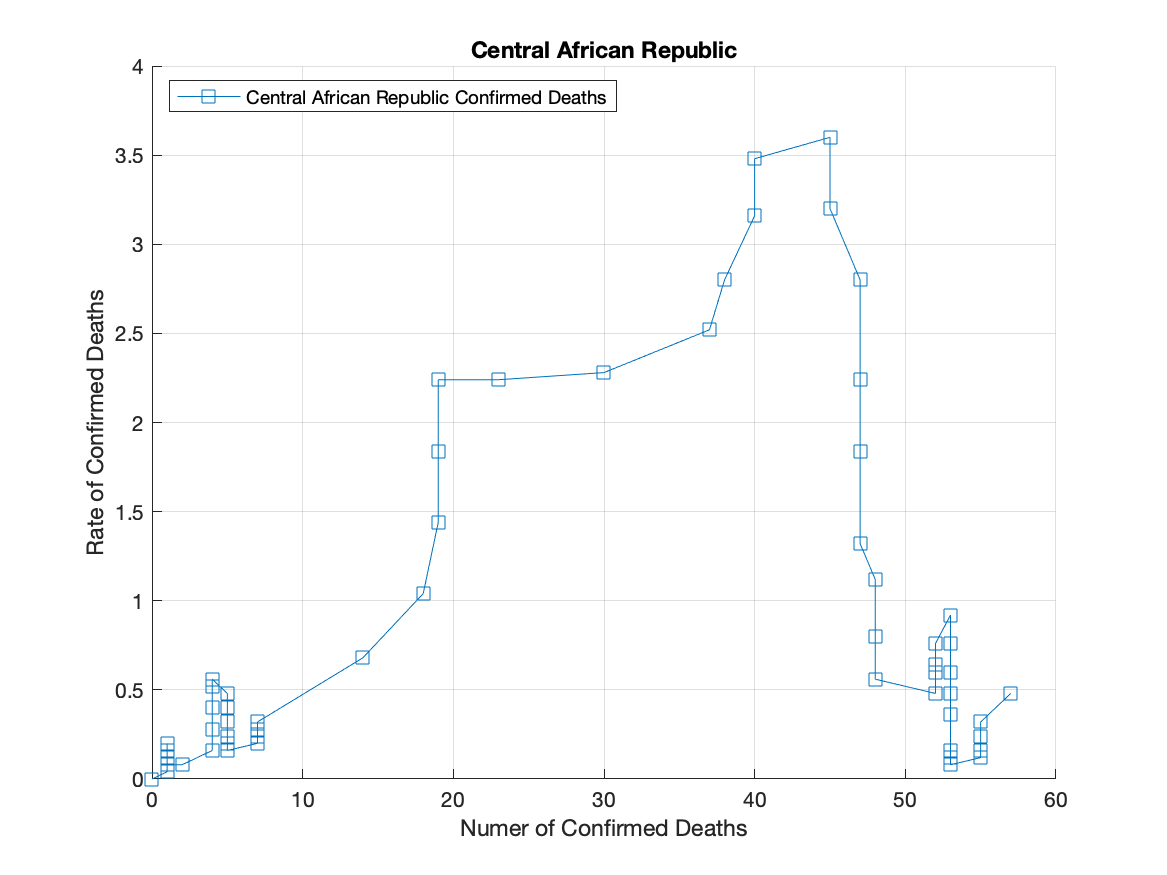 Central African Republic
Central African Republic Confirmed Deaths
4
3.5
3
2.5
2
1.5
1
0.5
0
Rate of Confirmed Deaths
0 10 20 30 40 50 60
Numer of Confirmed Deaths